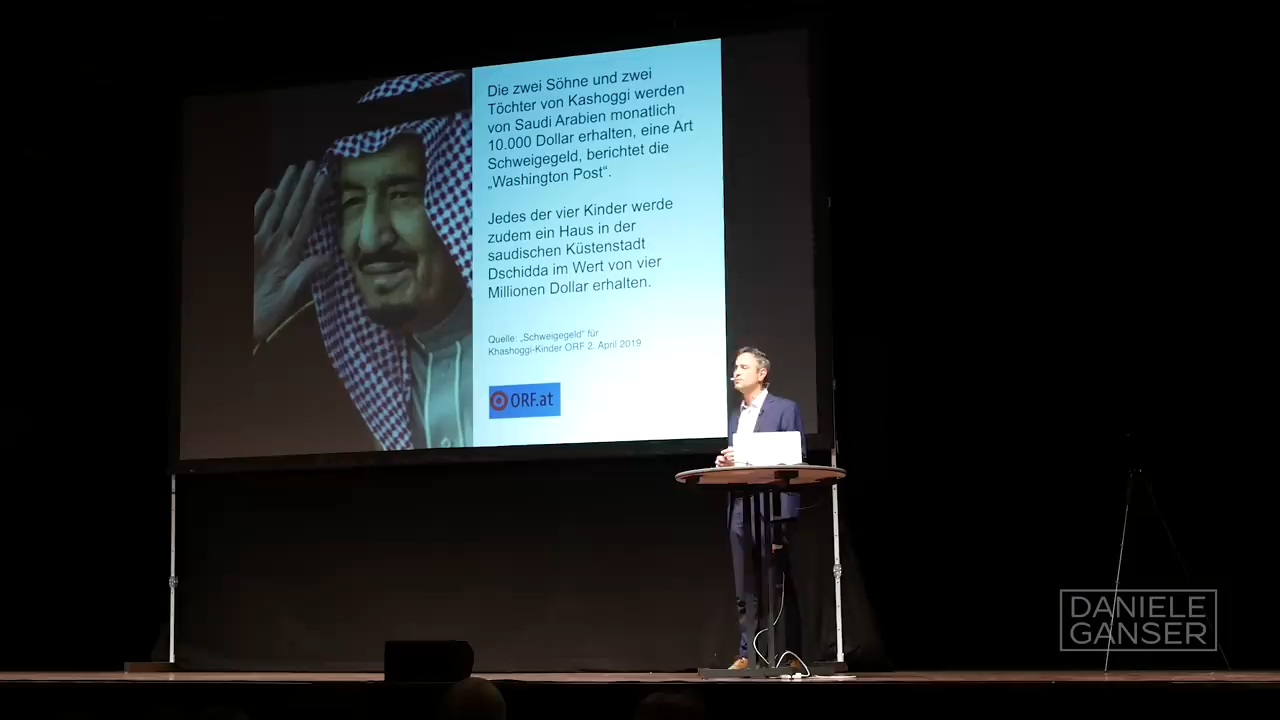 Die zwei Söhne und zwei
Töchter von Kashoggi werden
von Saudi Arabien monatlich
10.000 Dollar erhalten, eine Art
Schweigegeld, berichtet die
„Washington Post“.
Jedes der vier Kinder werde
zudem ein Haus in der
saudischen Küstenstadt
Dschidda im Wert von vier
Millionen Dollar erhalten.
Quelle: „Schweigegeld“ für
Khashoggi-Kinder ORF 2. April 2019
ORF.at
DANIELE
GANSER